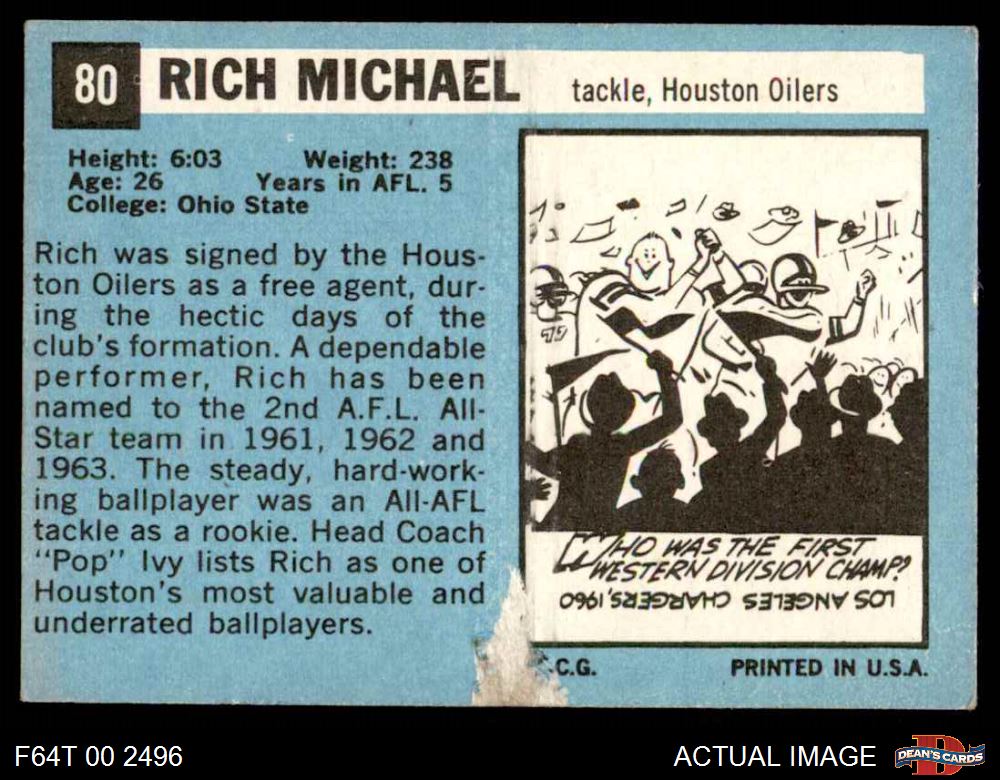 80 RICH MICHAEL tackle, Houston Oilers
Height: 6:03 Weight: 238
Age: 26 Years in AFL. 5
College: Ohio State
Rich was signed by the Hous-
ton Oilers as a free agent, dur-
ing the hectic days of the
club's formation. A dependable
performer, Rich has been
named to the 2nd A.F.L. All-
Star team in 1961, 1962 and
1963. The steady, hard-work-
ing ballplayer was an All-AFL
tackle as a rookie. Head Coach
"Pop" Ivy lists Rich as one of
Houston's most valuable and
underrated ballplayers.
75
WHO WAS THE FIRST
WESTERN DIVISION CHAMP?
LOS ANGELES CHARGERS, 1960
.C.G. PRINTED IN U.S.A.
F64T 00 2496 ACTUAL IMAGE DEAN'S CARDS